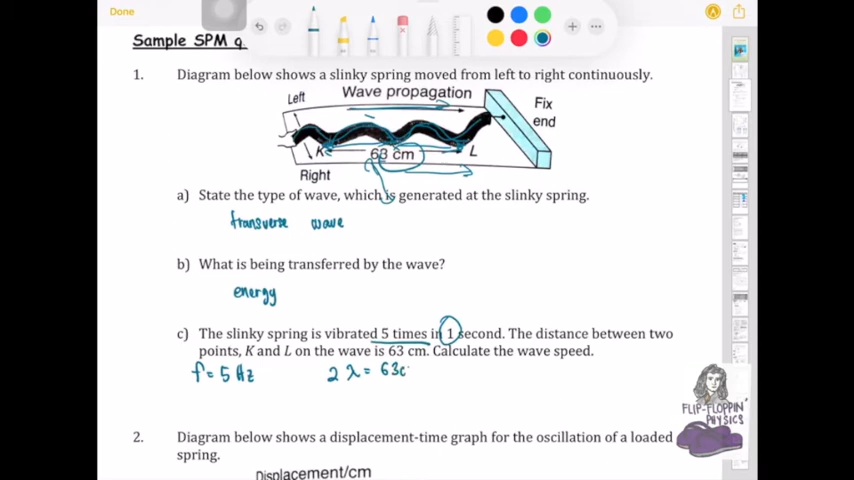 Done
Sample SPM q
1. Diagram below shows a slinky spring moved from left to right continuously.
Left
Wave propagation
Fix
end
K
63 cm
L
Right
a) State the type of wave, which is generated at the slinky spring.
transverse wave
b) What is being transferred by the wave?
energy
c) The slinky spring is vibrated 5 times in 1 second. The distance between two
points, K and L on the wave is 63 cm. Calculate the wave speed.
f = 5 Hz 2 λ = 63c
FLIP-FLOPPIN'
PHYSICS
2. Diagram below shows a displacement-time graph for the oscillation of a loaded
spring.
Displacement/cm